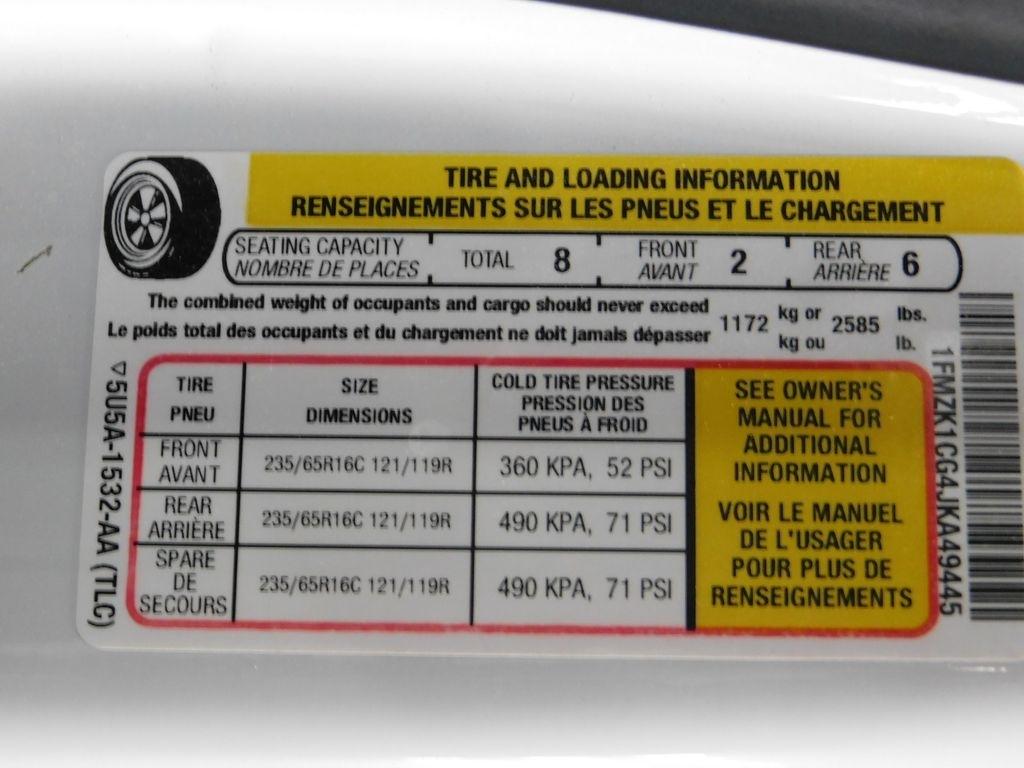 TIRE AND LOADING INFORMATION
RENSEIGNEMENTS SUR LES PNEUS ET LE CHARGEMENT
SEATING CAPACITY TOTAL 8 FRONT 2 REAR 6
NOMBRE DE PLACES AVANT ARRIÈRE
The combined weight of occupants and cargo should never exceed 1172 kg or 2585 lbs.
Le poids total des occupants et du chargement ne doit jamais dépasser kg ou lb.
TIRE SIZE COLD TIRE PRESSURE
PNEU DIMENSIONS PRESSION DES
PNEUS À FROID
FRONT
AVANT 235/65R16C 121/119R 360 KPA, 52 PSI
REAR
ARRIÈRE 235/65R16C 121/119R 490 KPA, 71 PSI
SPARE
DE
SECOURS 235/65R16C 121/119R 490 KPA, 71 PSI
SEE OWNER'S
MANUAL FOR
ADDITIONAL
INFORMATION
VOIR LE MANUEL
DE L'USAGER
POUR PLUS DE
RENSEIGNEMENTS
5U5A-1532-AA (TLC)
1FMZK1CG4JKA49445